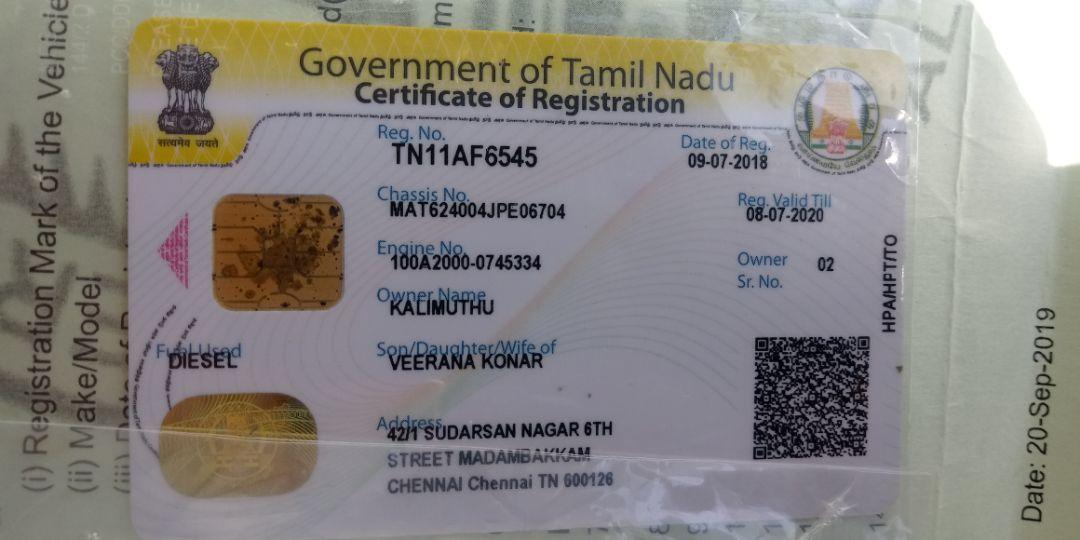 Government of Tamil Nadu
Certificate of Registration
सत्यमेव जयते
Reg. No.
TN11AF6545
Date of Reg.
09-07-2018
Chassis No.
MAT624004JPE06704
Reg. Valid Till
08-07-2020
Engine No.
100A2000-0745334
Owner
Sr. No.
02
Owner Name
KALIMUTHU
Fuel Used
DIESEL
Son/Daughter/Wife of
VEERANA KONAR
Address
42/1 SUDARSAN NAGAR 6TH
STREET MADAMBAKKAM
CHENNAI Chennai TN 600126
HPA/HPT/TO
(i) Registration Mark of the Vehicle
(ii) Make/Model
Date: 20-Sep-2019